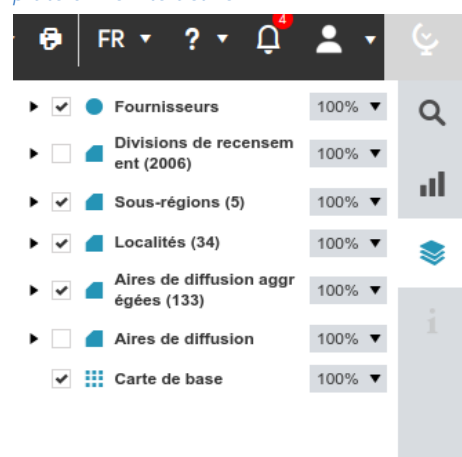 FR ? 4
Fournisseurs 100%
Divisions de recensem
ent (2006) 100%
Sous-régions (5) 100%
Localités (34) 100%
Aires de diffusion aggr
égées (133) 100%
Aires de diffusion 100%
Carte de base 100%
i